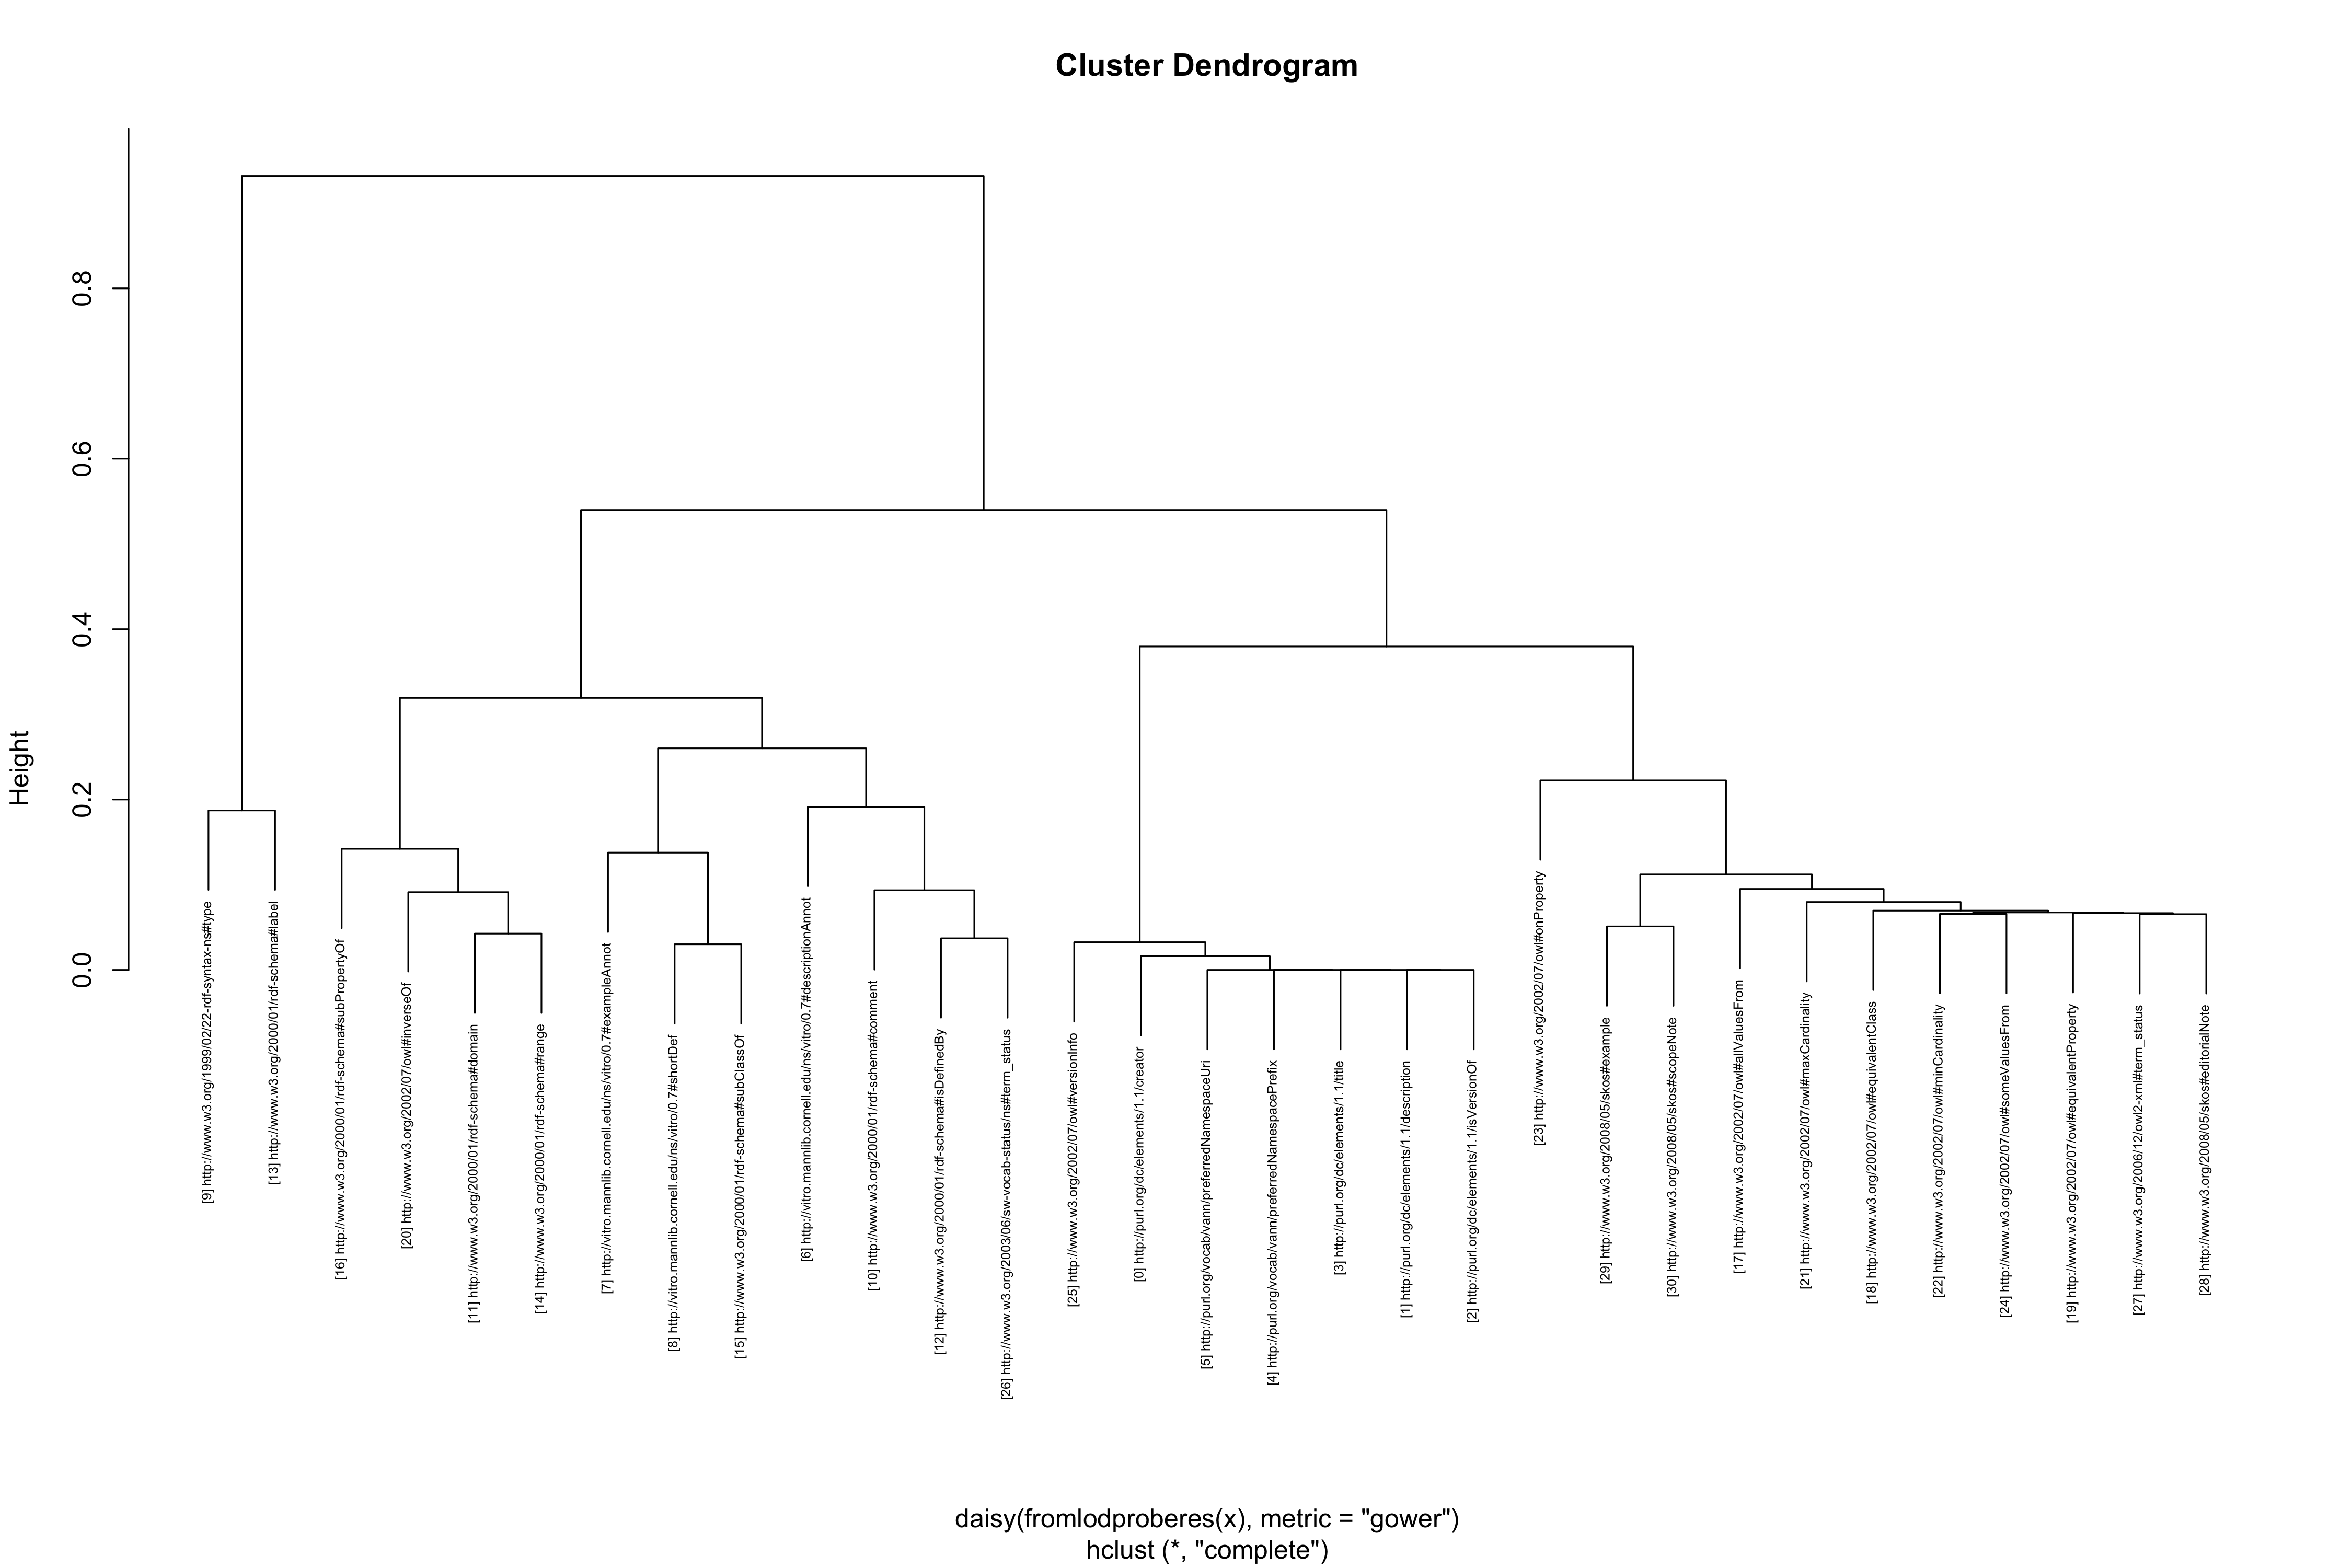 Cluster Dendrogram
Height
0.0
0.2
0.4
0.6
0.8
[9] http://www.w3.org/1999/02/22-rdf-syntax-ns#type
[13] http://www.w3.org/2000/01/rdf-schema#label
[16] http://www.w3.org/2000/01/rdf-schema#subPropertyOf
[20] http://www.w3.org/2002/07/owl#inverseOf
[11] http://www.w3.org/2000/01/rdf-schema#domain
[14] http://www.w3.org/2000/01/rdf-schema#range
[7] http://vitro.mannlib.cornell.edu/ns/vitro/0.7#exampleAnnot
[8] http://vitro.mannlib.cornell.edu/ns/vitro/0.7#shortDef
[15] http://www.w3.org/2000/01/rdf-schema#subClassOf
[6] http://vitro.mannlib.cornell.edu/ns/vitro/0.7#descriptionAnnot
[10] http://www.w3.org/2000/01/rdf-schema#comment
[12] http://www.w3.org/2000/01/rdf-schema#isDefinedBy
[26] http://www.w3.org/2003/06/sw-vocab-status/ns#term_status
[25] http://www.w3.org/2002/07/owl#versionInfo
[0] http://purl.org/dc/elements/1.1/creator
[5] http://purl.org/vocab/vann/preferredNamespaceUri
[4] http://purl.org/vocab/vann/preferredNamespacePrefix
[3] http://purl.org/dc/elements/1.1/title
[1] http://purl.org/dc/elements/1.1/description
[2] http://purl.org/dc/elements/1.1/isVersionOf
[23] http://www.w3.org/2002/07/owl#onProperty
[29] http://www.w3.org/2008/05/skos#example
[30] http://www.w3.org/2008/05/skos#scopeNote
[17] http://www.w3.org/2002/07/owl#allValuesFrom
[21] http://www.w3.org/2002/07/owl#maxCardinality
[18] http://www.w3.org/2002/07/owl#equivalentClass
[22] http://www.w3.org/2002/07/owl#minCardinality
[24] http://www.w3.org/2002/07/owl#someValuesFrom
[19] http://www.w3.org/2002/07/owl#equivalentProperty
[27] http://www.w3.org/2006/12/owl2-xml#term_status
[28] http://www.w3.org/2008/05/skos#editorialNote
daisy(fromlodproberes(x), metric = "gower")
hclust (*, "complete")